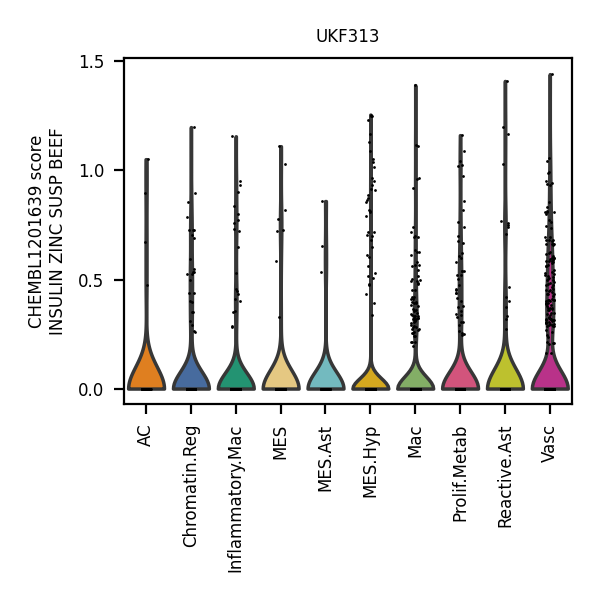 UKF313
CHEMBL1201639 score
INSULIN ZINC SUSP BEEF
1.5
1.0
0.5
0.0
AC
Chromatin.Reg
Inflammatory.Mac
MES
MES.Ast
MES.Hyp
Mac
Prolif.Metab
Reactive.Ast
Vasc